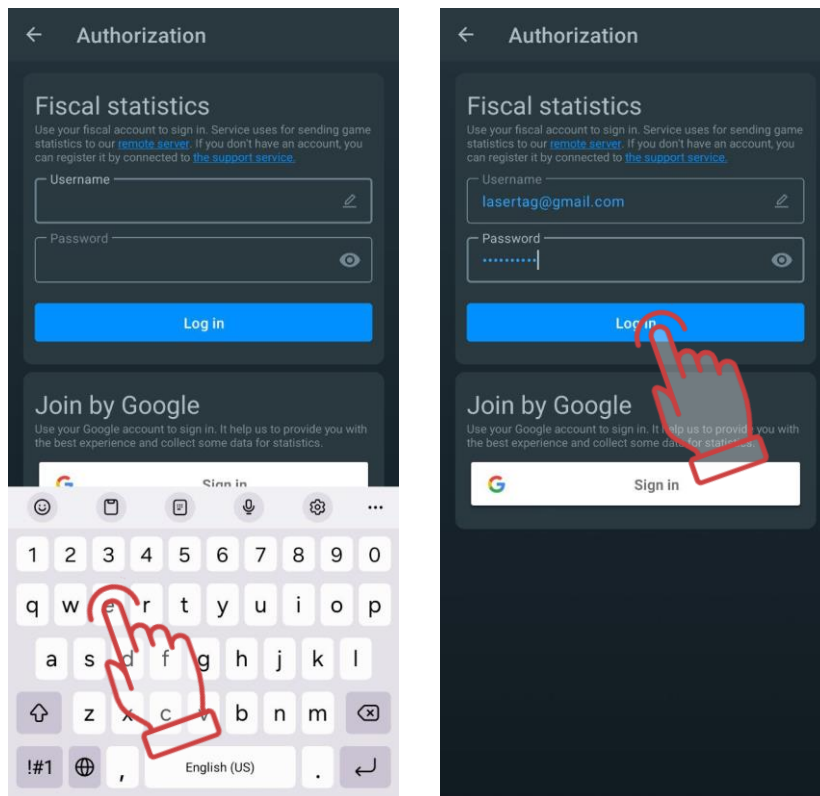 Authorization
Fiscal statistics
Use your fiscal account to sign in. Service uses for sending game
statistics to our remote server. If you don't have an account, you
can register it by connected to the support service.
Username
Password
Log in
Join by Google
Use your Google account to sign in. It help us to provide you with
the best experience and collect some data for statistics.
Sign in
1 2 3 4 5 6 7 8 9 0
q w e r t y u i o p
a s d f g h j k l
z x c v b n m
!#1 , English (US) .
Authorization
Fiscal statistics
Use your fiscal account to sign in. Service uses for sending game
statistics to our remote server. If you don't have an account, you
can register it by connected to the support service.
Username
lasertag@gmail.com
Password
••••••••••
Log in
Join by Google
Use your Google account to sign in. It help us to provide you with
the best experience and collect some data for statistics.
Sign in